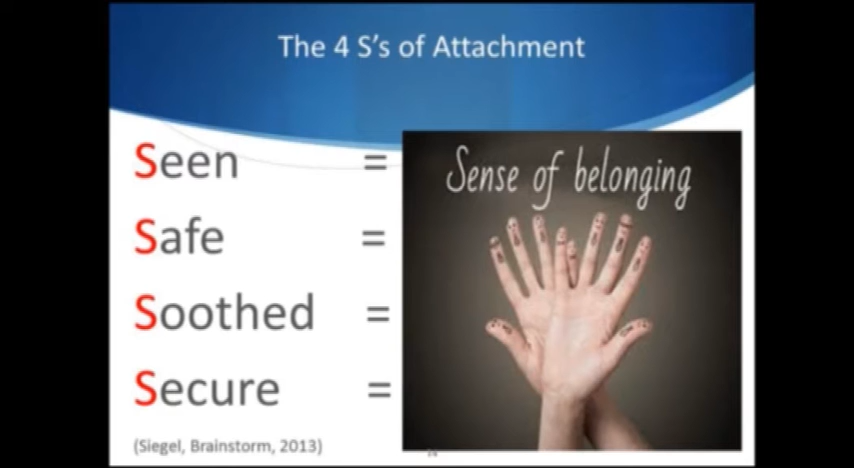 The 4 S's of Attachment
Seen =
Safe =
Soothed =
Secure =
Sense of belonging
(Siegel, Brainstorm, 2013)